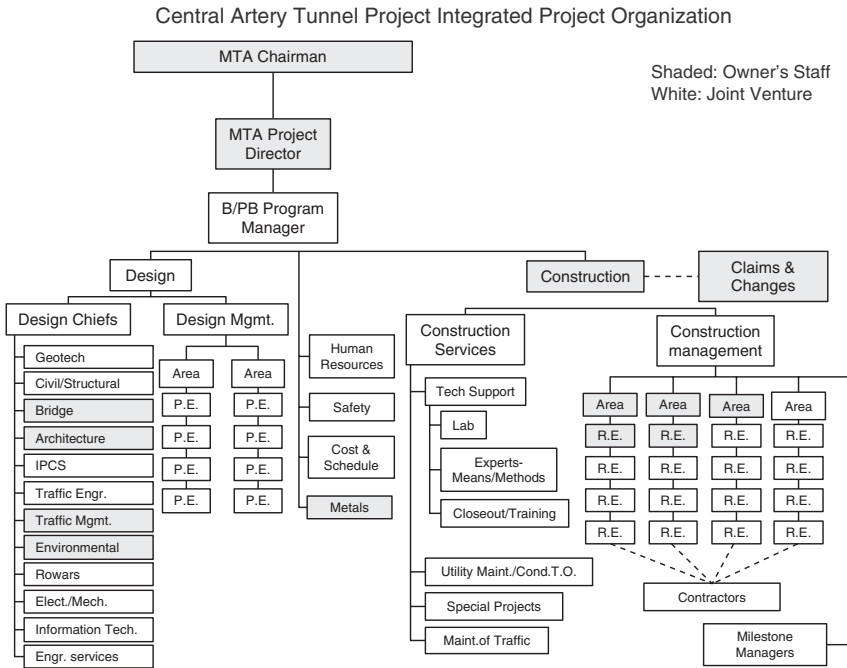 Central Artery Tunnel Project Integrated Project Organization
MTA Chairman
Shaded: Owner's Staff
White: Joint Venture
MTA Project
Director
B/PB Program
Manager
Design
Construction
Claims &
Changes
Design Chiefs
Design Mgmt.
Geotech
Civil/Structural
Bridge
Architecture
IPCS
Traffic Engr.
Traffic Mgmt.
Environmental
Rowars
Elect./Mech.
Information Tech.
Engr. services
Area
P.E.
P.E.
P.E.
P.E.
Area
P.E.
P.E.
P.E.
P.E.
Human
Resources
Safety
Cost &
Schedule
Metals
Construction
Services
Tech Support
Lab
Experts-
Means/Methods
Closeout/Training
Utility Maint./Cond.T.O.
Special Projects
Maint.of Traffic
Construction
management
Area
R.E.
R.E.
R.E.
R.E.
Area
R.E.
R.E.
R.E.
R.E.
Area
R.E.
R.E.
R.E.
R.E.
Area
R.E.
R.E.
R.E.
R.E.
Contractors
Milestone
Managers